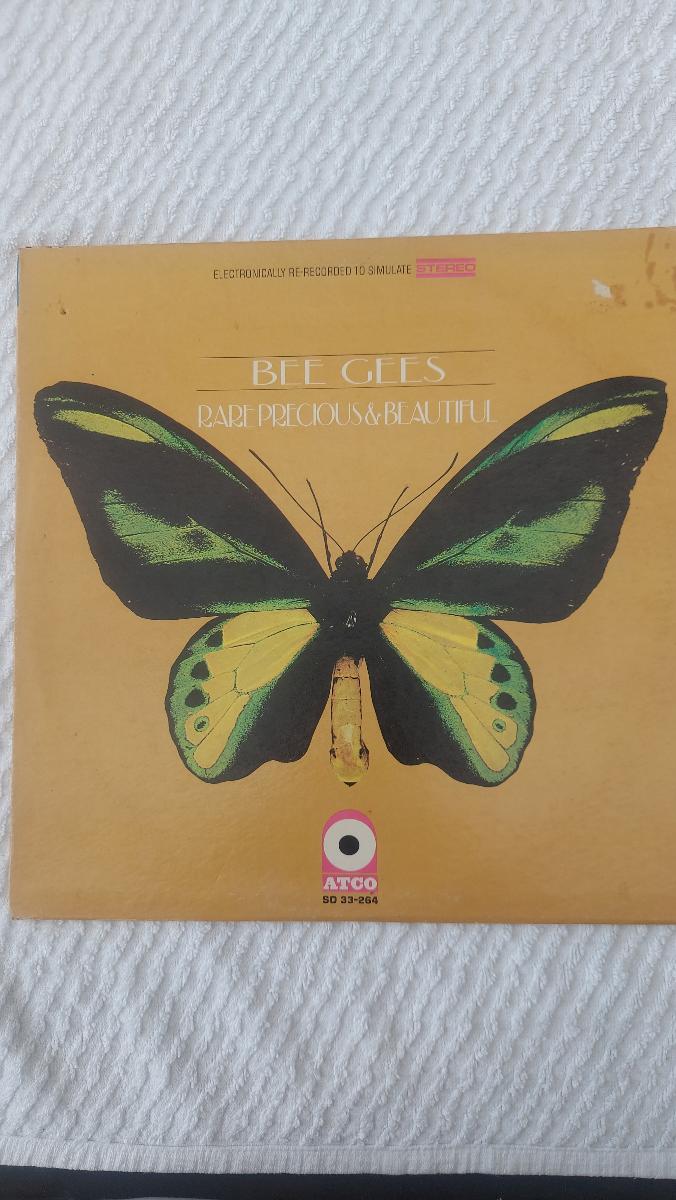 ELECTRONICALLY RE-RECORDED TO SIMULATE STEREO
BEE GEES
RARE PRECIOUS & BEAUTIFUL
ATCO
SD 33-264